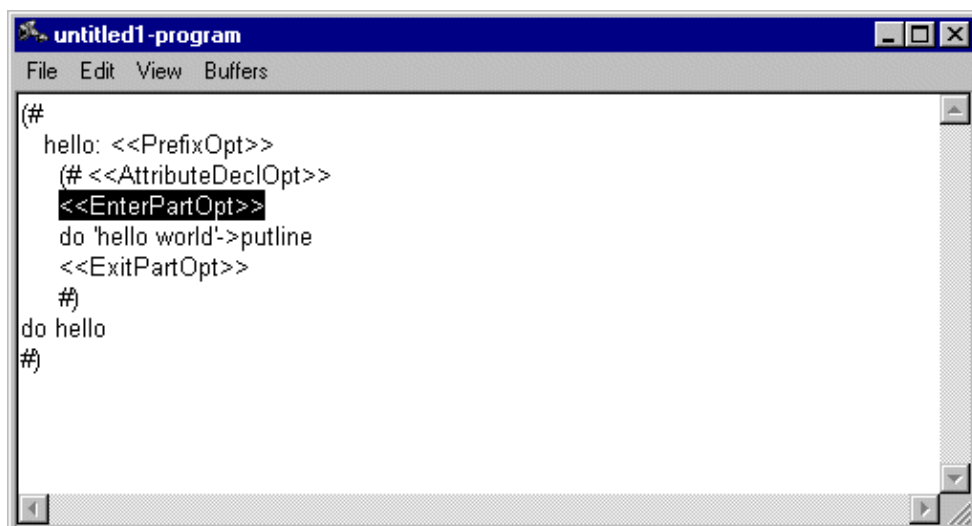 untitled1-program
File Edit View Buffers
(#
hello: <<PrefixOpt>>
(# <<AttributeDeclOpt>>
<<EnterPartOpt>>
do 'hello world'->putline
<<ExitPartOpt>>
#)
do hello
#)